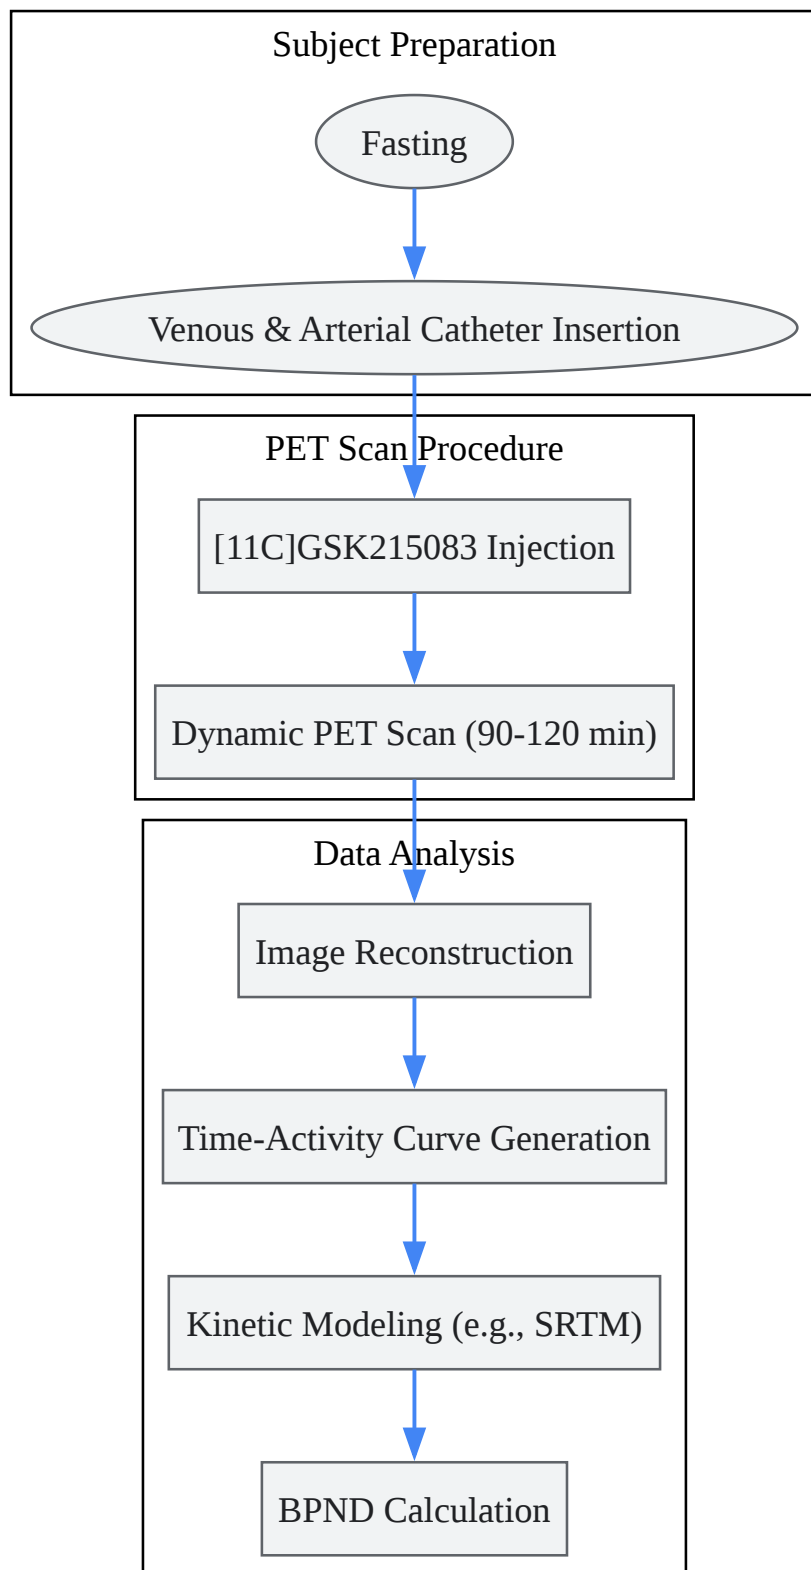 Subject Preparation
Fasting
Venous & Arterial Catheter Insertion
PET Scan Procedure
[11C]GSK215083 Injection
Dynamic PET Scan (90-120 min)
Data Analysis
Image Reconstruction
Time-Activity Curve Generation
Kinetic Modeling (e.g., SRTM)
BPND Calculation